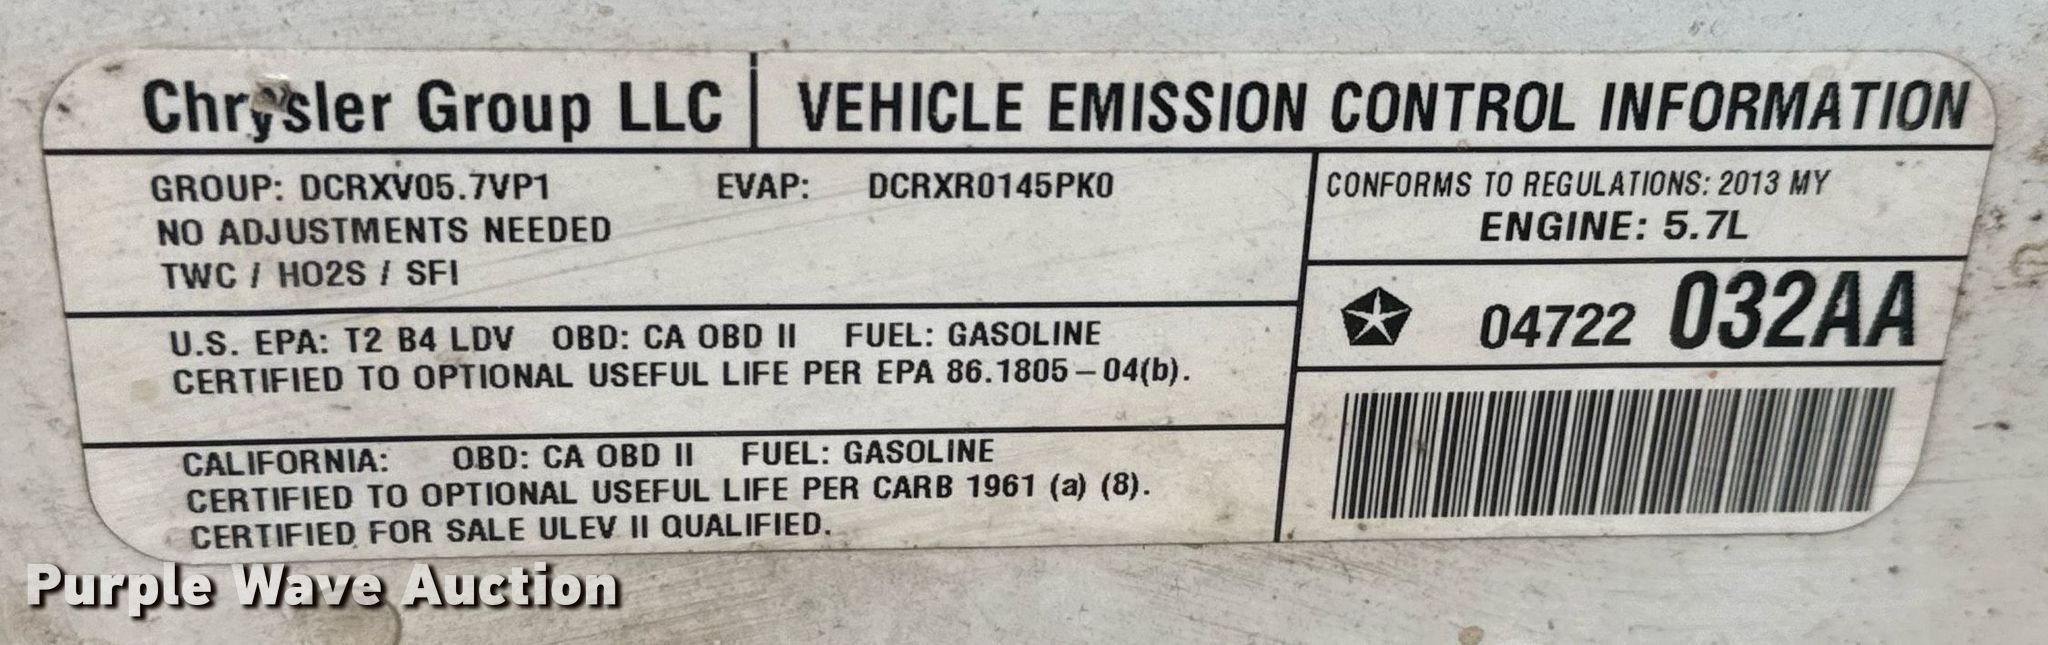 Chrysler Group LLC
VEHICLE EMISSION CONTROL INFORMATION
GROUP: DCRXV05.7VP1 EVAP: DCRXR0145PK0
NO ADJUSTMENTS NEEDED
TWC / HO2S / SFI
CONFORMS TO REGULATIONS: 2013 MY
ENGINE: 5.7L
04722 032AA
U.S. EPA: T2 B4 LDV OBD: CA OBD II FUEL: GASOLINE
CERTIFIED TO OPTIONAL USEFUL LIFE PER EPA 86.1805–04(b).
CALIFORNIA: OBD: CA OBD II FUEL: GASOLINE
CERTIFIED TO OPTIONAL USEFUL LIFE PER CARB 1961 (a) (8).
CERTIFIED FOR SALE ULEV II QUALIFIED.
Purple Wave Auction